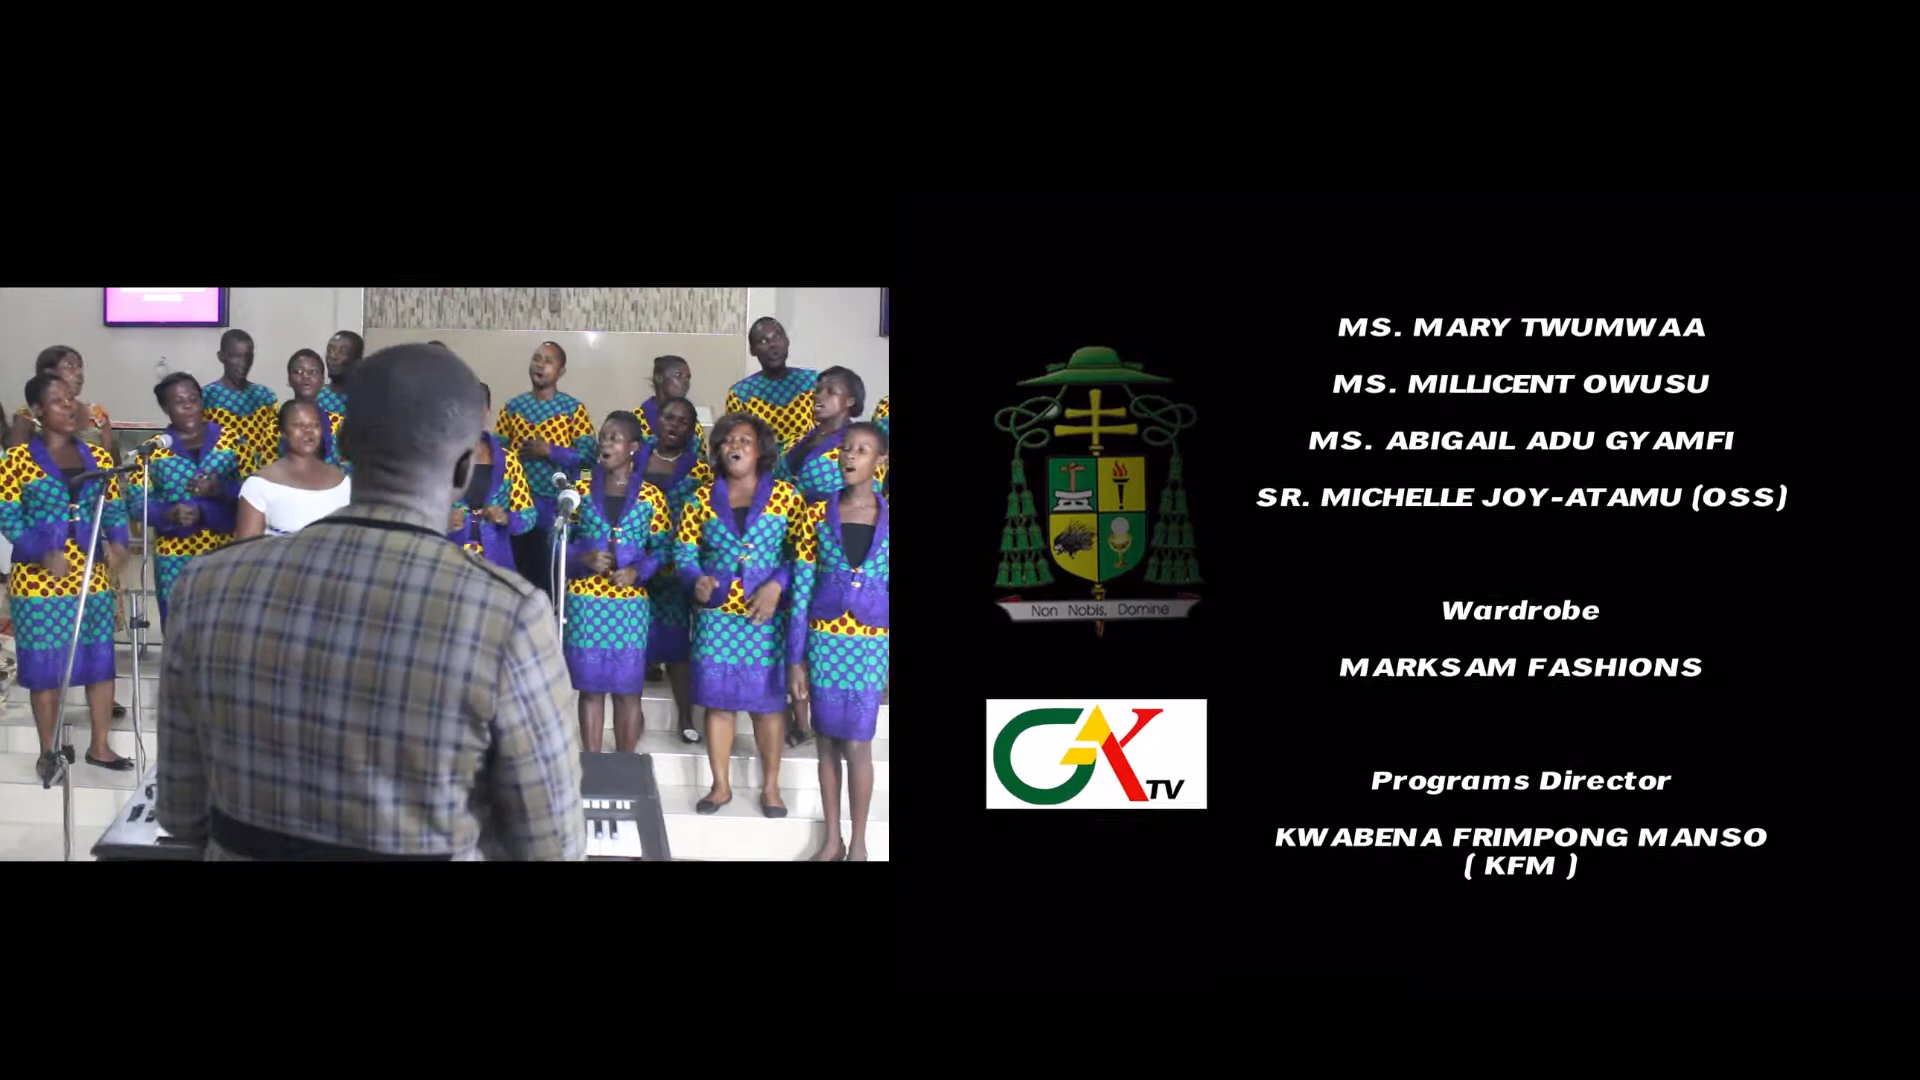 MS. MARY TWUMWAA
MS. MILLICENT OWUSU
MS. ABIGAIL ADU GYAMFI
SR. MICHELLE JOY-ATAMU (OSS)
Non Nobis, Domine
Wardrobe
MARKSAM FASHIONS
GAK TV
Programs Director
KWABENA FRIMPONG MANSO
( KFM )